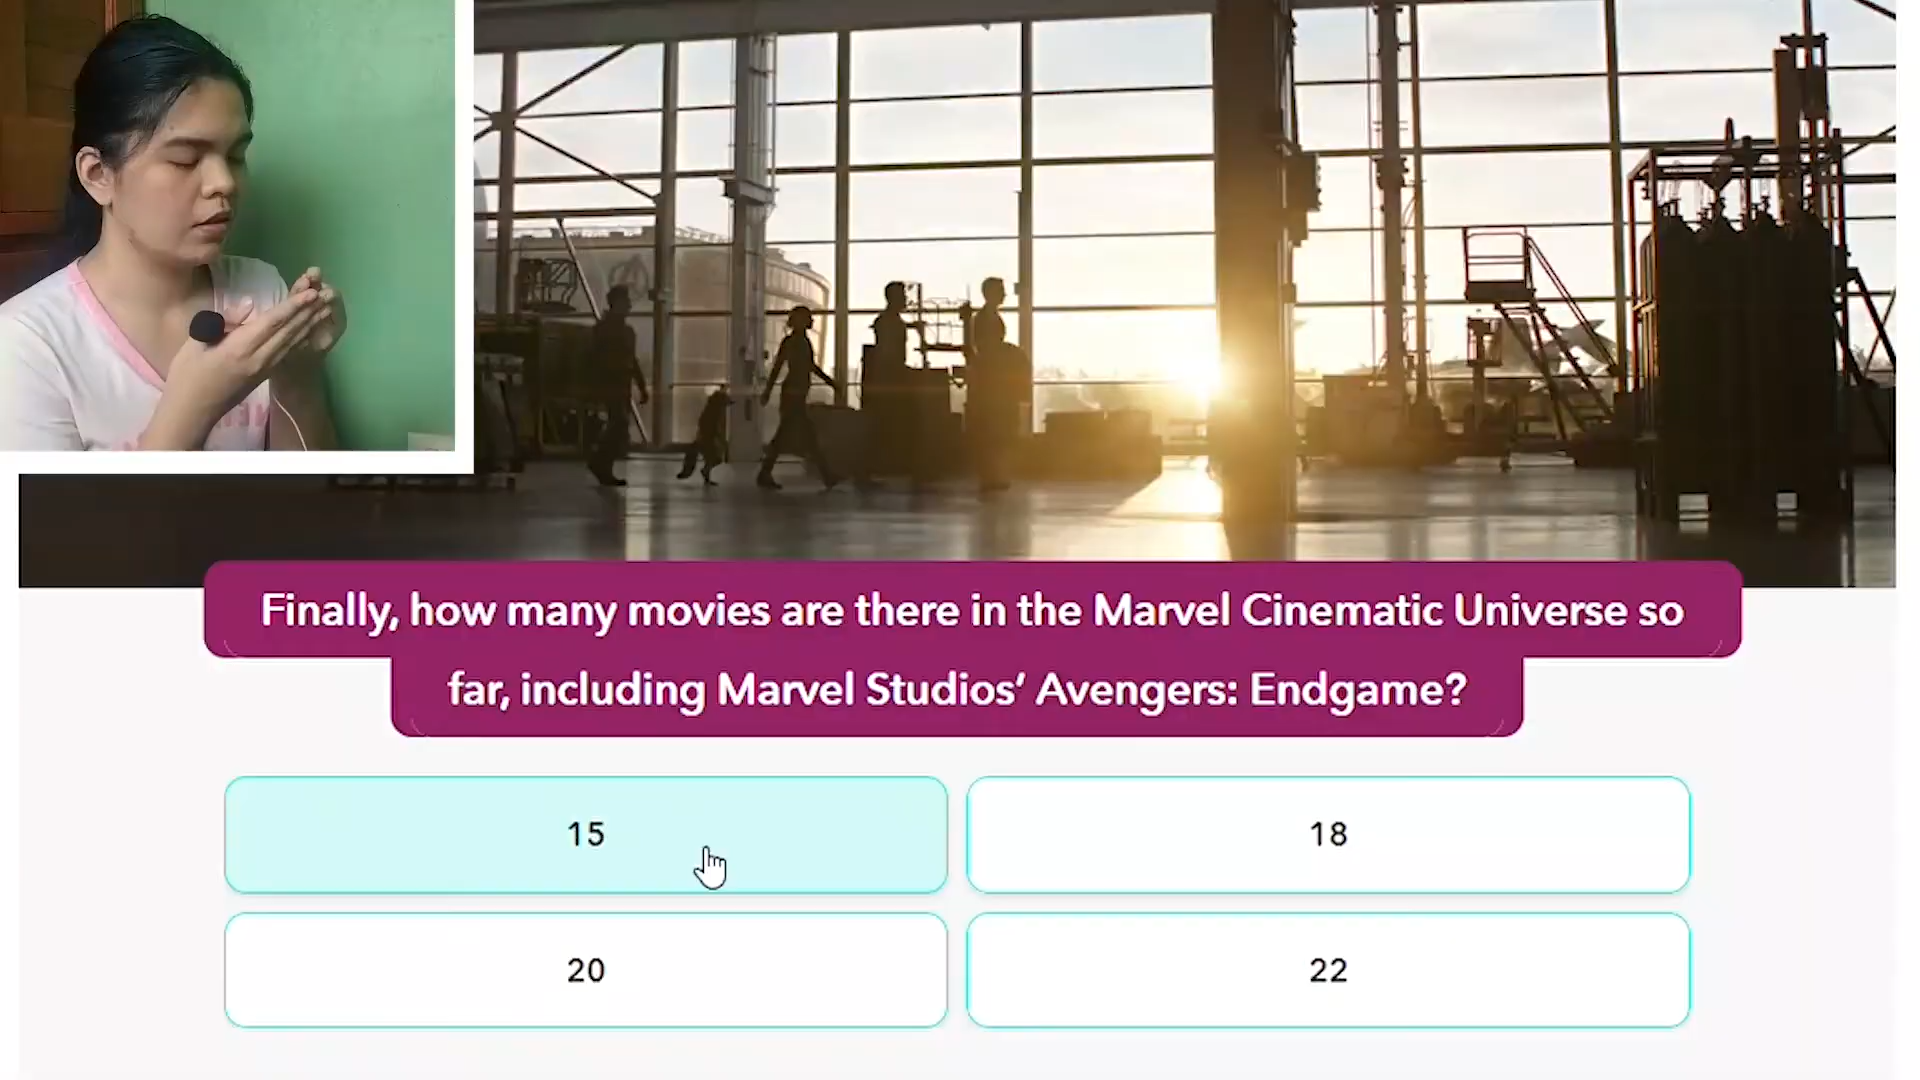 Finally, how many movies are there in the Marvel Cinematic Universe so
far, including Marvel Studios’ Avengers: Endgame?
15
18
20
22